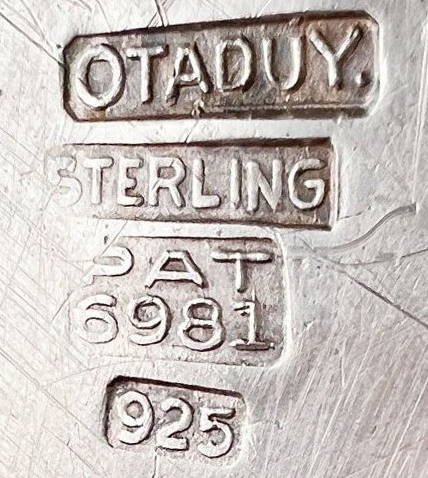 OTADUY.
STERLING
PAT
6981
925